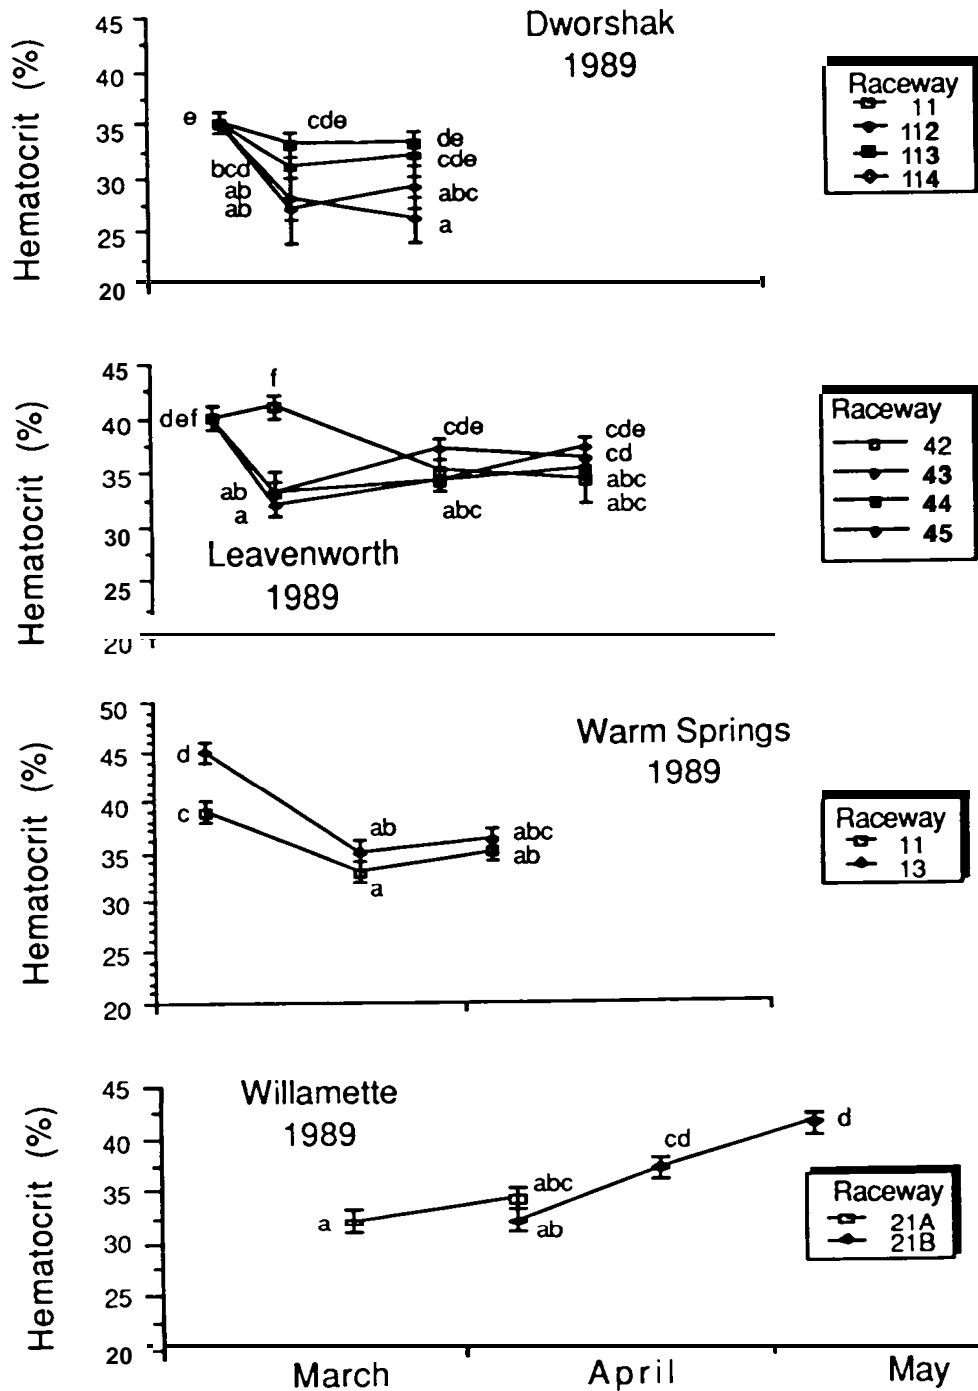 Dworshak
1989
Hematocrit (%)
45
40
35
30
25
20
e
cde
bcd
ab
ab
de
cde
abc
a
Raceway
11
112
113
114
Hematocrit (%)
45
40
35
30
25
20
def
f
ab
a
cde
abc
cde
cd
abc
abc
Leavenworth
1989
Raceway
42
43
44
45
Hematocrit (%)
50
45
40
35
30
25
20
d
c
ab
a
abc
ab
Warm Springs
1989
Raceway
11
13
Hematocrit (%)
45
40
35
30
25
20
Willamette
1989
a
abc
ab
cd
d
Raceway
21A
21B
March
April
May